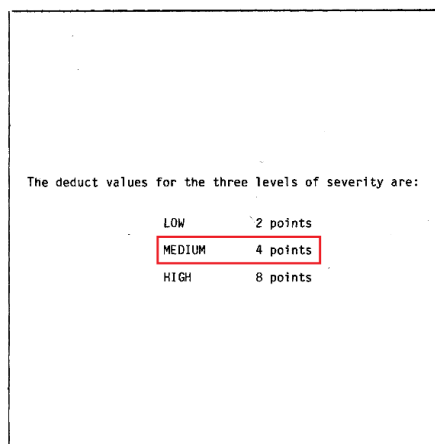 The deduct values for the three levels of severity are:
LOW 2 points
MEDIUM 4 points
HIGH 8 points